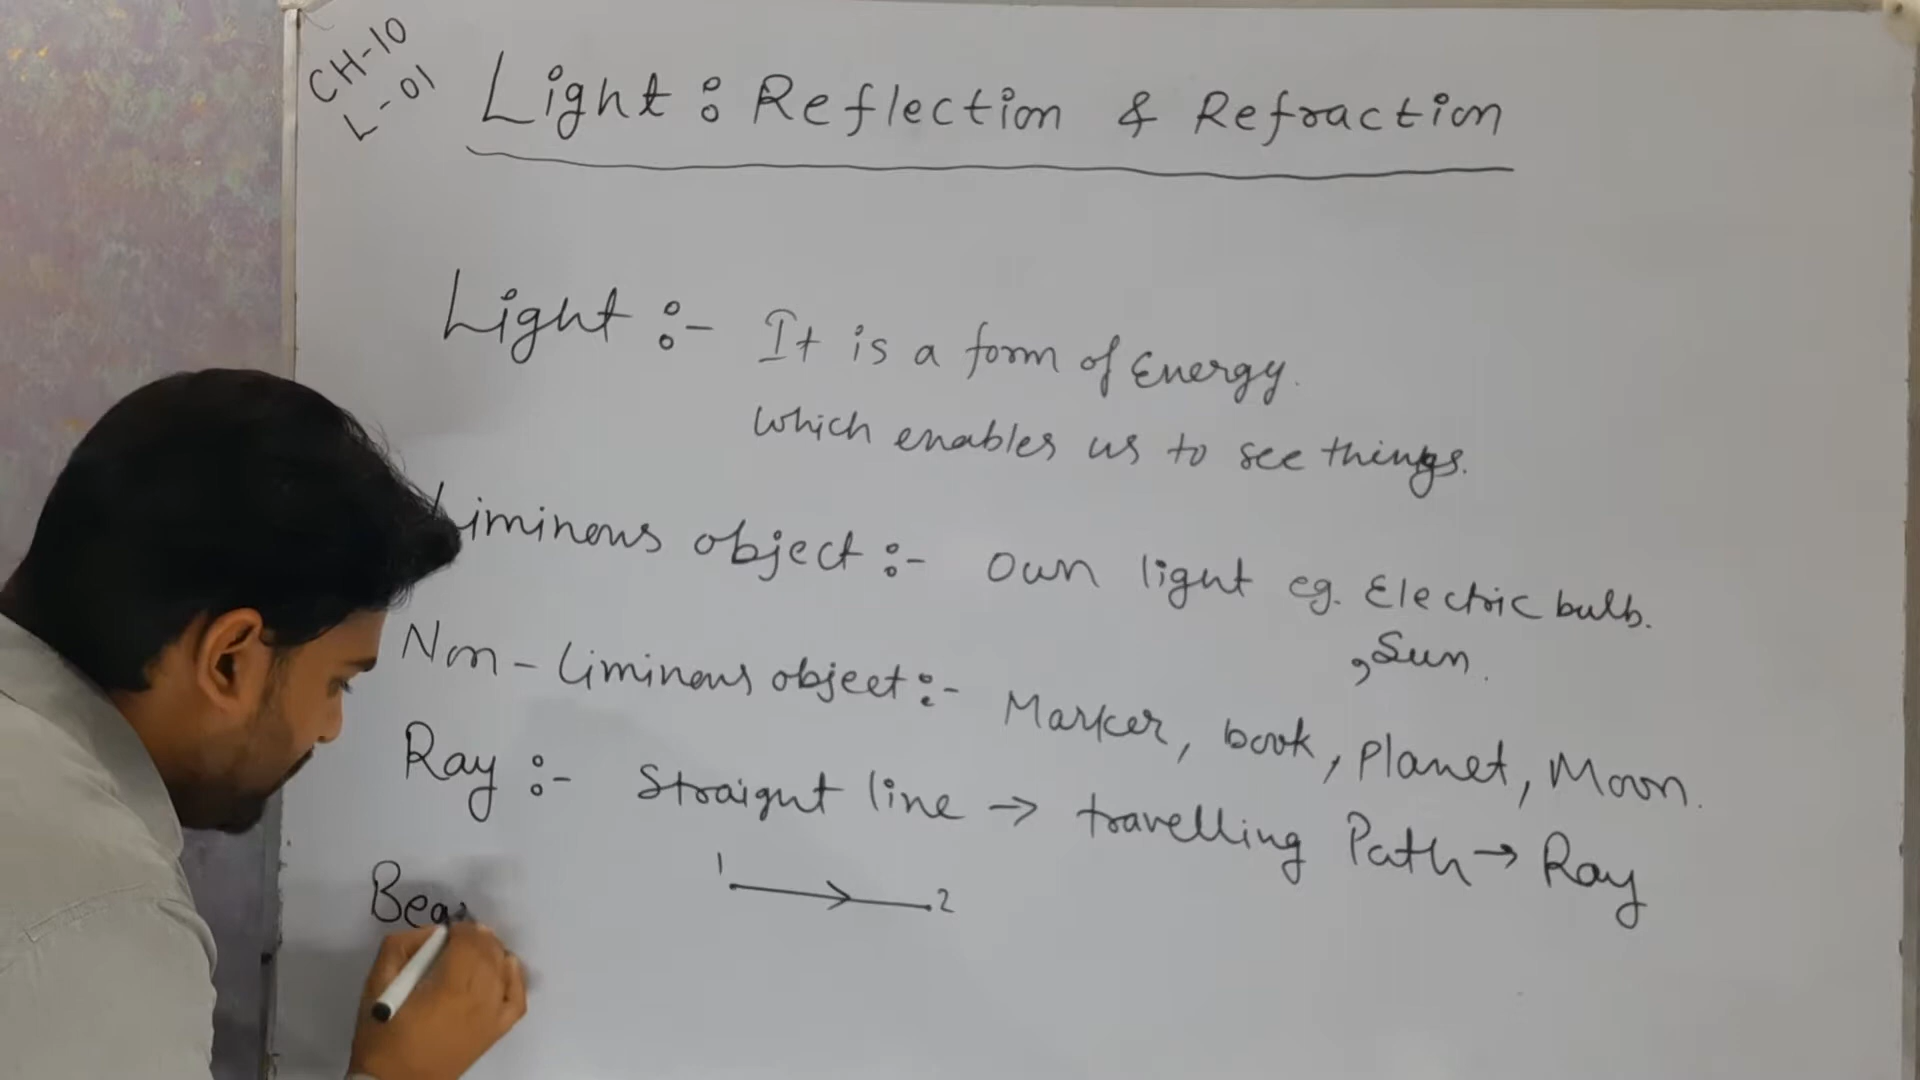 CH-10
L-01
Light : Reflection & Refraction
Light :- It is a form of Energy.
which enables us to see things.
Liminous object :- Own light eg. Electric bulb.
, Sun.
Non-Liminous object :- Marker, book, Planet, Moon.
Ray :- Straight line → travelling Path → Ray
1 2
Bea